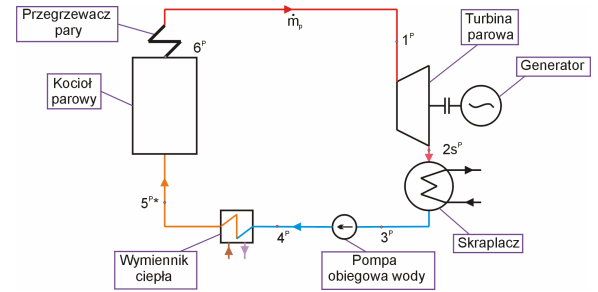 Przegrzewacz
pary
6ᴾ
ṁₚ
1ᴾ
Turbina
parowa
Generator
Kocioł
parowy
2sᴾ
5ᴾ*
4ᴾ
3ᴾ
Skraplacz
Wymiennik
ciepła
Pompa
obiegowa wody